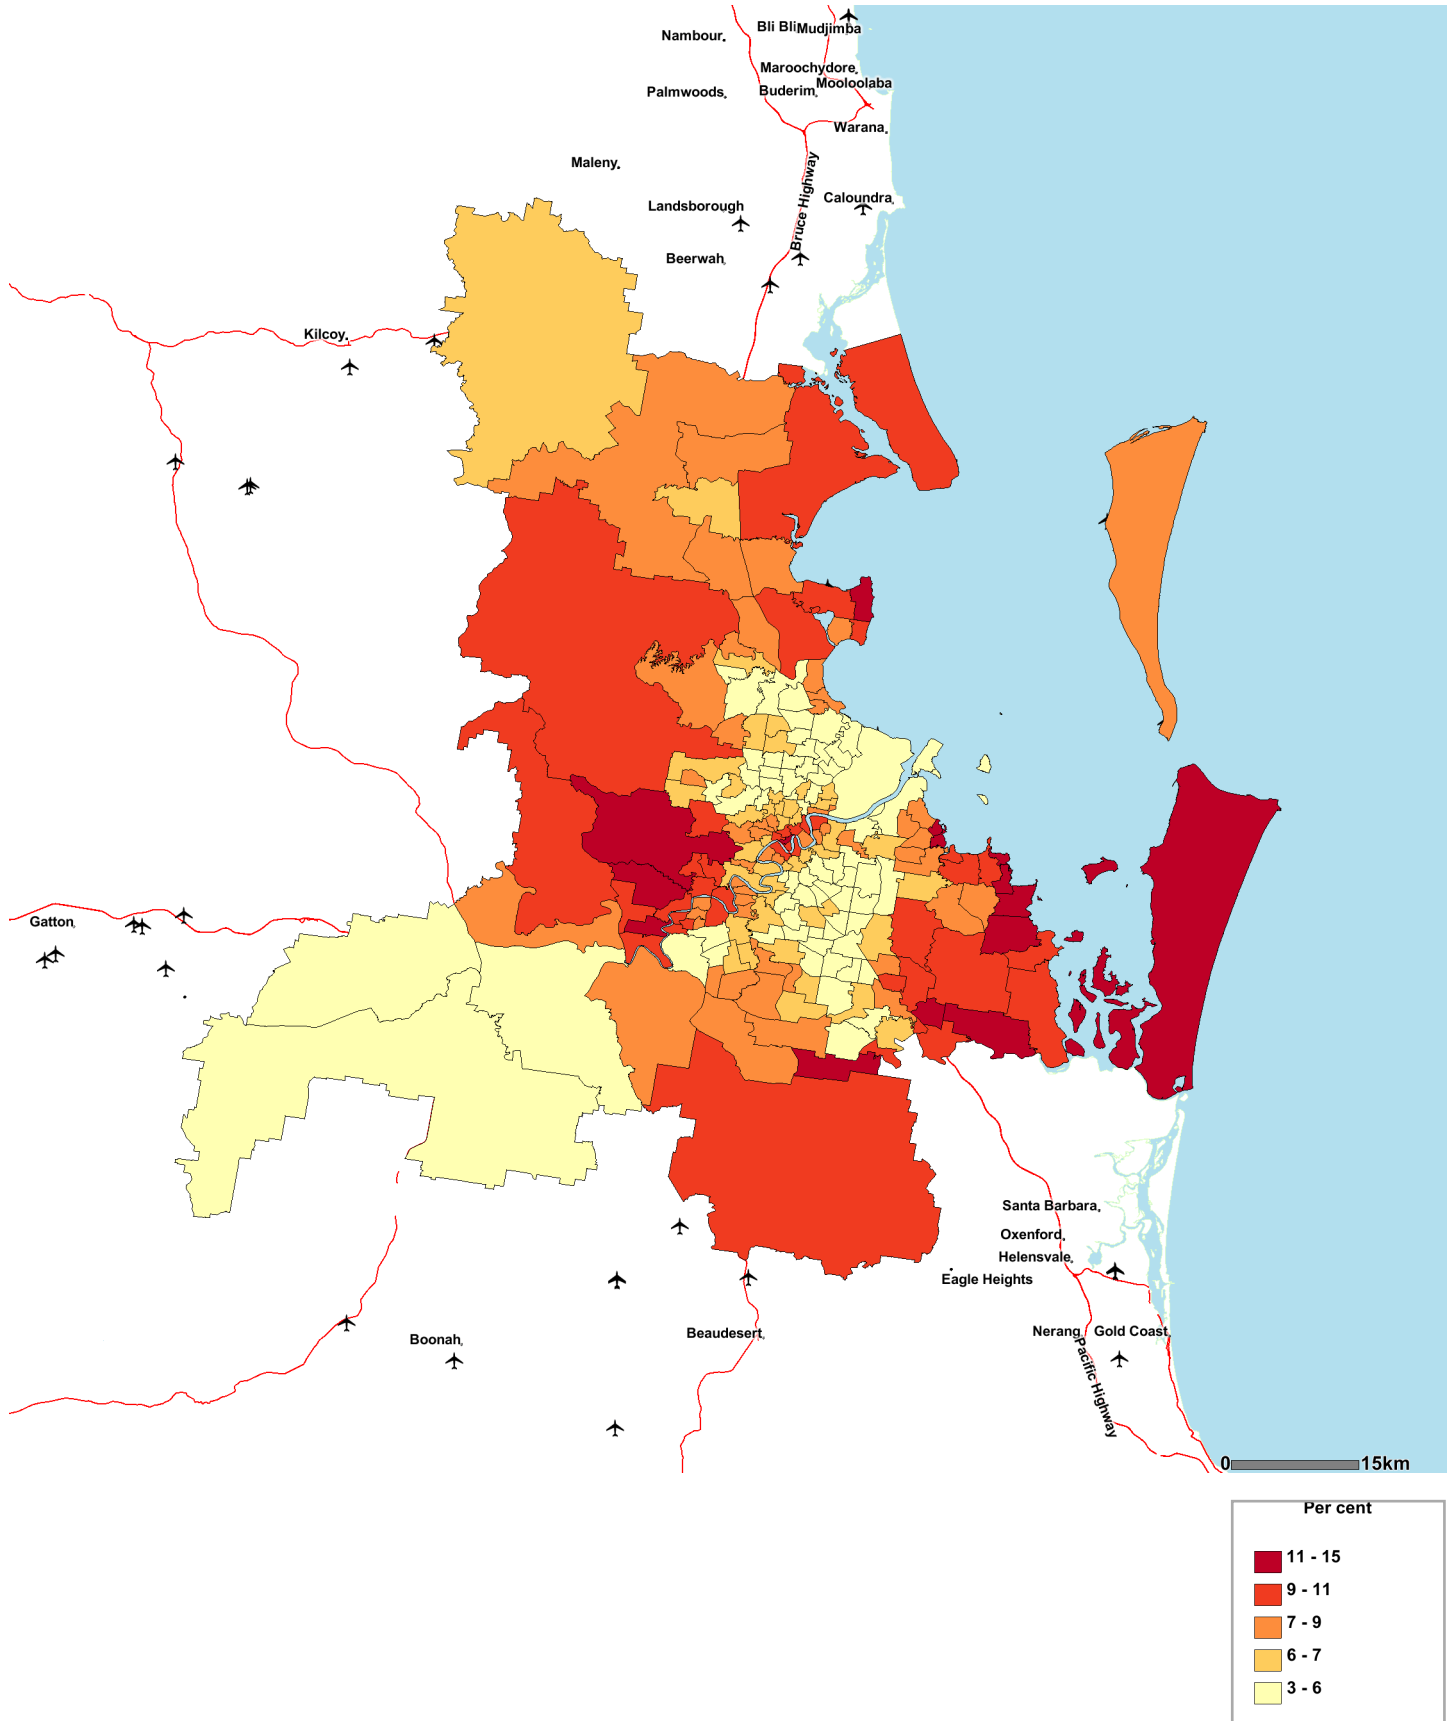 Bli Bli
Mudjimba
Nambour
Maroochydore
Mooloolaba
Palmwoods
Buderim
Warana
Bruce Highway
Maleny
Landsborough
Caloundra
Beerwah
Kilcoy
Gatton
Santa Barbara
Oxenford
Helensvale
Eagle Heights
Boonah
Beaudesert
Nerang
Gold Coast
Pacific Highway
0 15km
Per cent
11 - 15
9 - 11
7 - 9
6 - 7
3 - 6